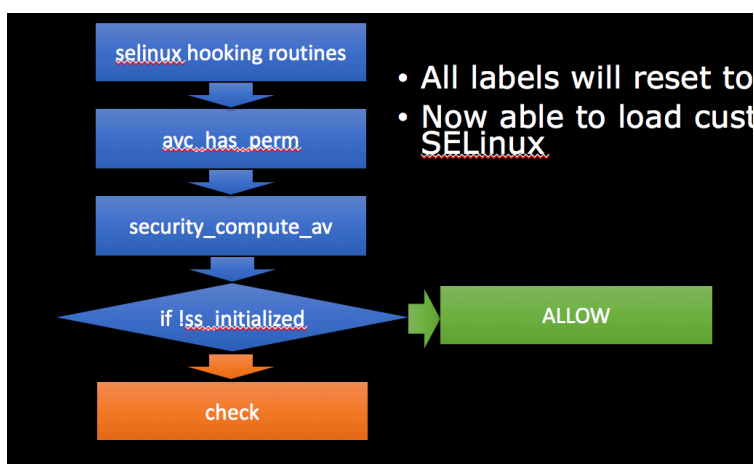 selinux hooking routines
avc_has_perm
security_compute_av
if !ss_initialized
ALLOW
check
• All labels will reset to
• Now able to load cust
SELinux